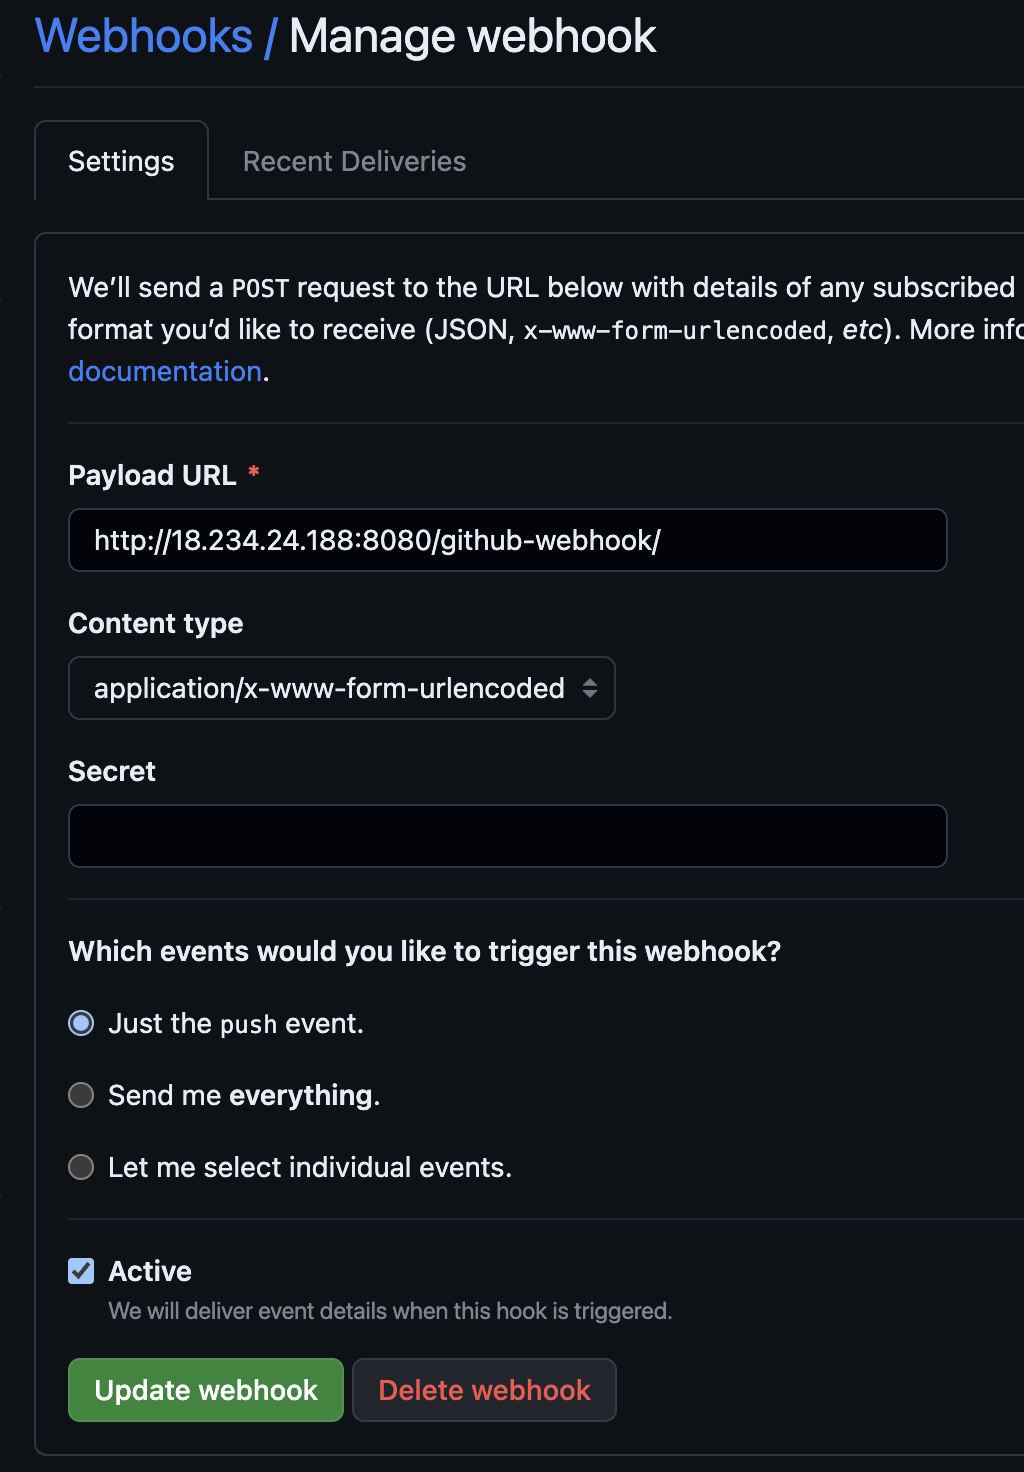 Webhooks / Manage webhook
Settings
Recent Deliveries
We’ll send a POST request to the URL below with details of any subscribed
format you’d like to receive (JSON, x-www-form-urlencoded, etc). More
documentation.
Payload URL *
http://18.234.24.188:8080/github-webhook/
Content type
application/x-www-form-urlencoded
Secret
Which events would you like to trigger this webhook?
Just the push event.
Send me everything.
Let me select individual events.
Active
We will deliver event details when this hook is triggered.
Update webhook
Delete webhook